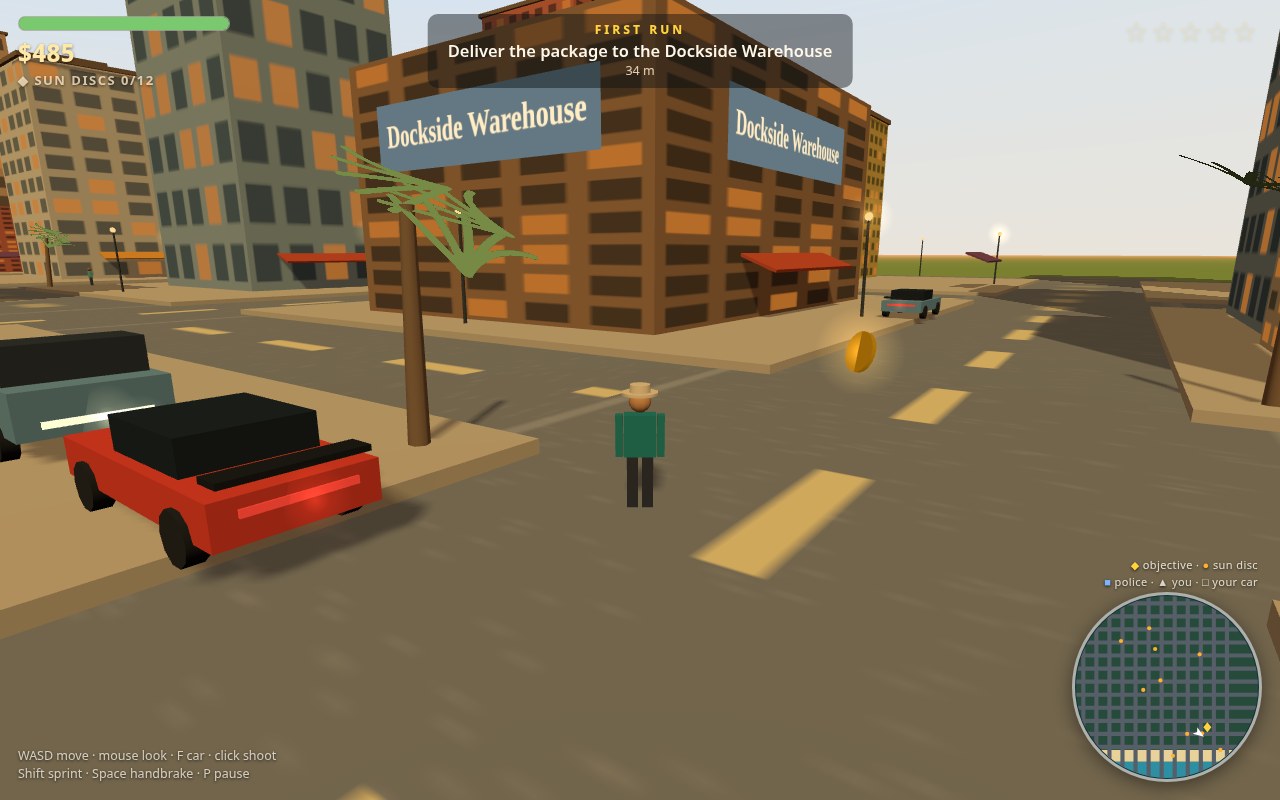 FIRST RUN
Deliver the package to the Dockside Warehouse
34 m
$485
◆ SUN DISCS 0/12
Dockside Warehouse
Dockside Warehouse
◆ objective · ● sun disc
■ police · ▲ you · □ your car
WASD move · mouse look · F car · click shoot
Shift sprint · Space handbrake · P pause